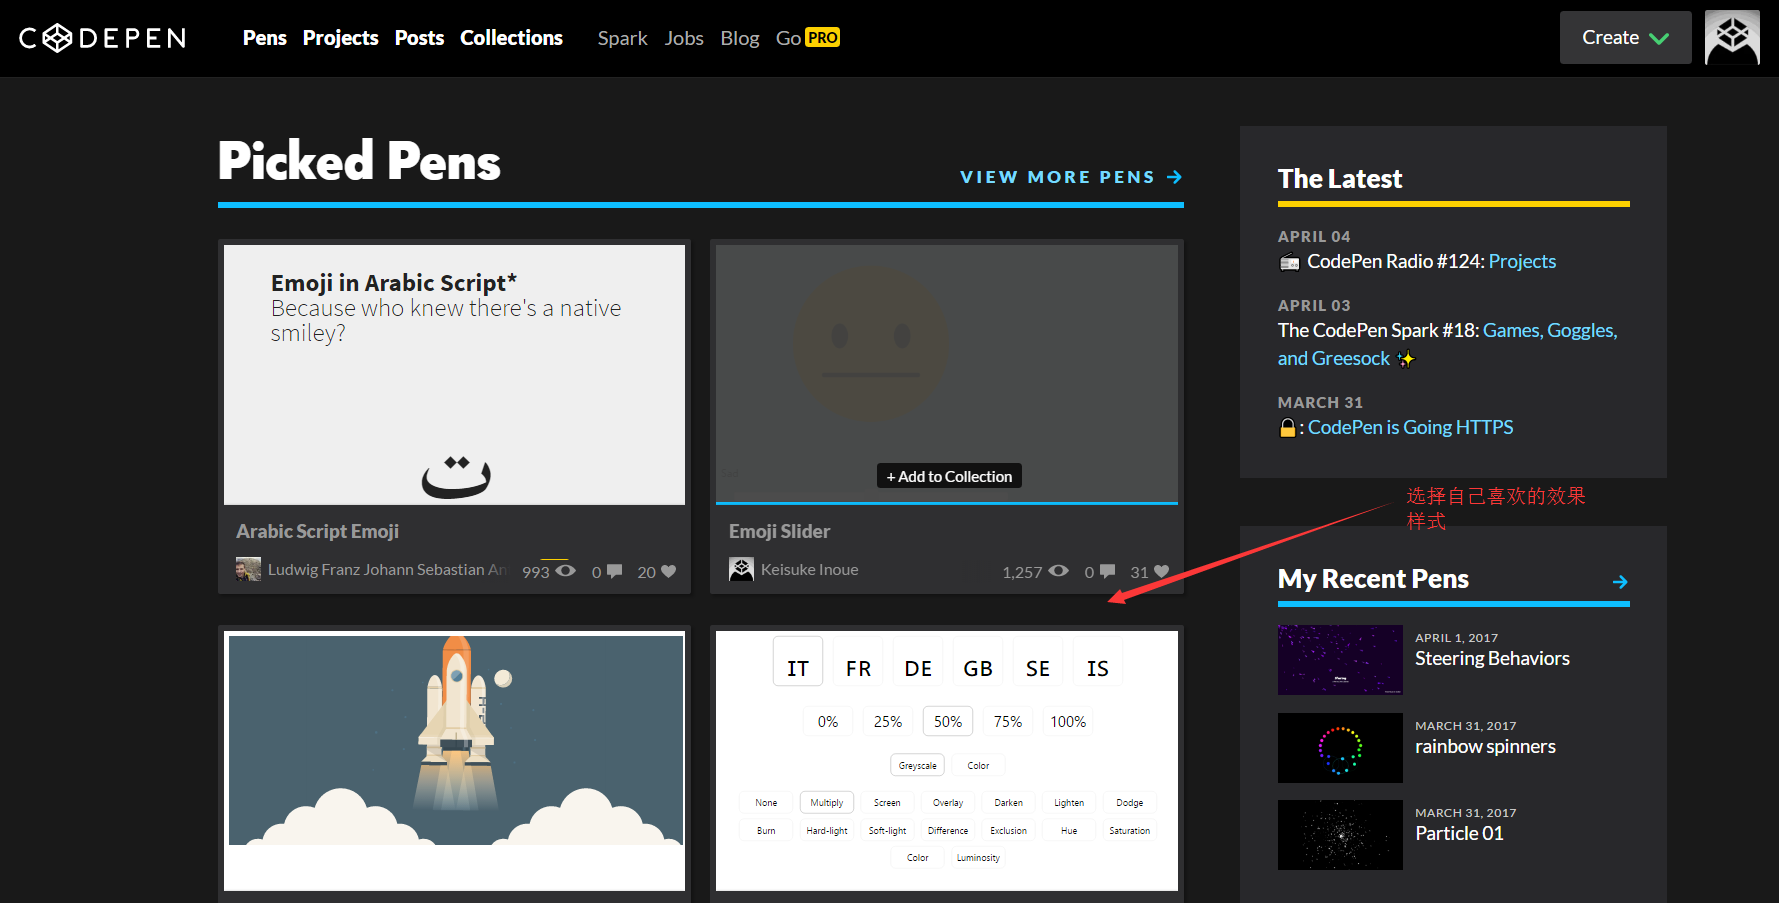 CODEPEN
Pens Projects Posts Collections Spark Jobs Blog Go PRO
Create
Picked Pens
VIEW MORE PENS →
Emoji in Arabic Script*
Because who knew there's a native
smiley?
ت
Arabic Script Emoji
Ludwig Franz Johann Sebastian
993 0 20
+ Add to Collection
Emoji Slider
Keisuke Inoue
1,257 0 31
IT FR DE GB SE IS
0% 25% 50% 75% 100%
Greyscale Color
None Multiply Screen Overlay Darken Lighten Dodge
Burn Hard-light Soft-light Difference Exclusion Hue Saturation
Color Luminosity
The Latest
APRIL 04
📻 CodePen Radio #124: Projects
APRIL 03
The CodePen Spark #18: Games, Goggles,
and Greesock ✨
MARCH 31
🔒: CodePen is Going HTTPS
选择自己喜欢的效果
样式
My Recent Pens →
APRIL 1, 2017
Steering Behaviors
MARCH 31, 2017
rainbow spinners
MARCH 31, 2017
Particle 01